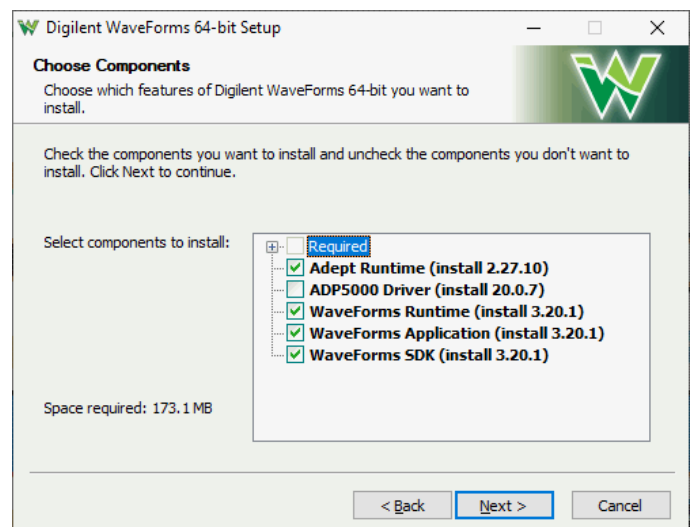 Digilent WaveForms 64-bit Setup
Choose Components
Choose which features of Digilent WaveForms 64-bit you want to
install.
Check the components you want to install and uncheck the components you don't want to
install. Click Next to continue.
Select components to install:
Required
Adept Runtime (install 2.27.10)
ADP5000 Driver (install 20.0.7)
WaveForms Runtime (install 3.20.1)
WaveForms Application (install 3.20.1)
WaveForms SDK (install 3.20.1)
Space required: 173.1 MB
< Back
Next >
Cancel